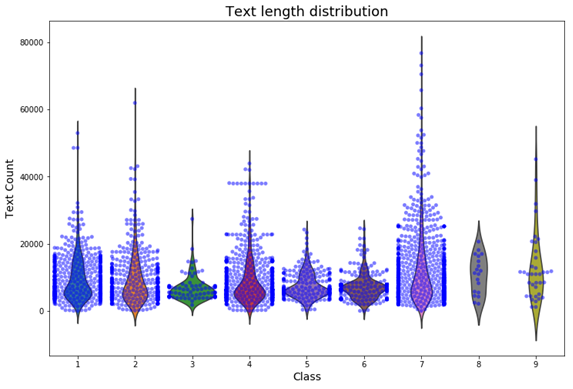 Text length distribution
Text Count
80000
60000
40000
20000
0
1 2 3 4 5 6 7 8 9
Class